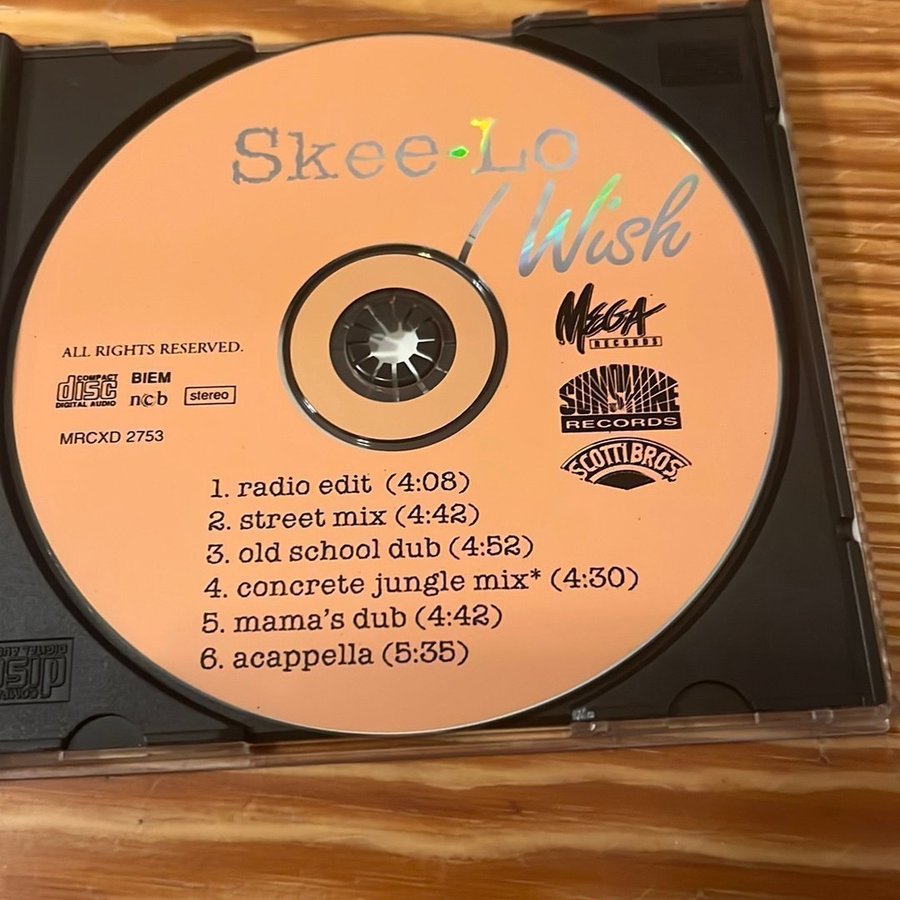 Skee·Lo
I Wish
MEGA
RECORDS
SUNSHINE
RECORDS
SCOTTI BROS.
ALL RIGHTS RESERVED.
COMPACT
disc
DIGITAL AUDIO
BIEM
ncb
stereo
MRCXD 2753
1. radio edit (4:08)
2. street mix (4:42)
3. old school dub (4:52)
4. concrete jungle mix* (4:30)
5. mama's dub (4:42)
6. acappella (5:35)